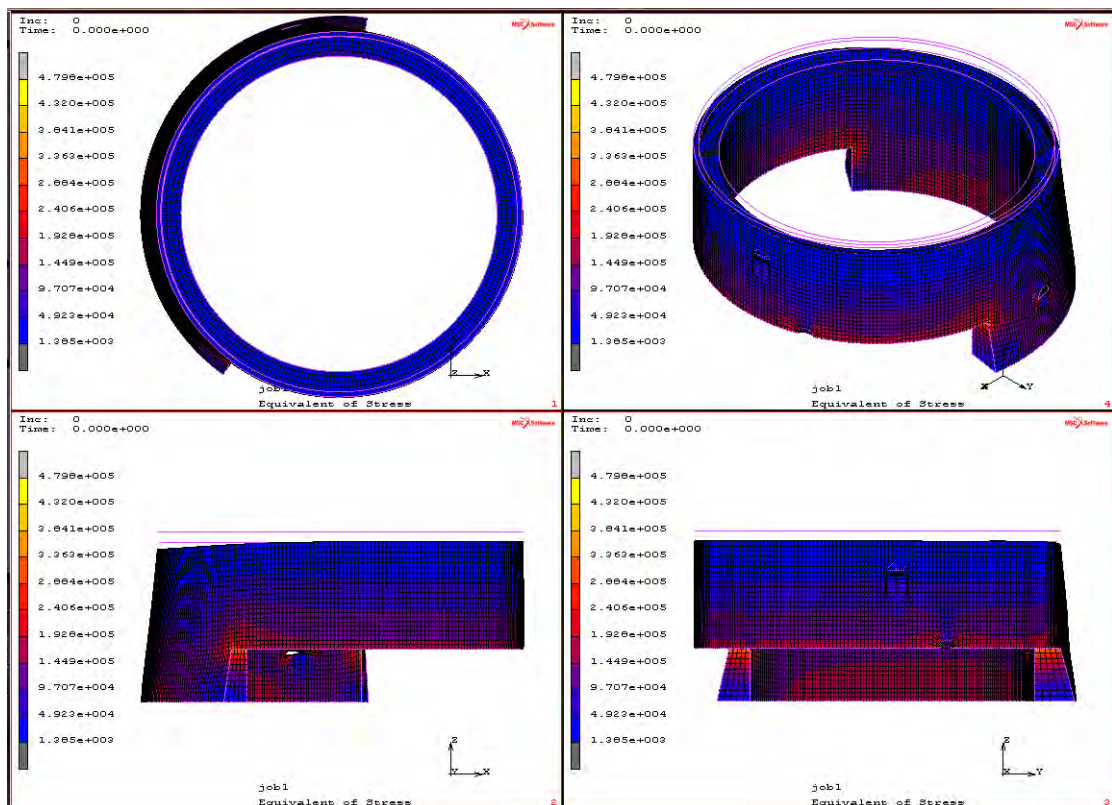 Inc: 0
Time: 0.000e+000
MSC Software
4.798e+005
4.320e+005
3.841e+005
3.363e+005
2.884e+005
2.406e+005
1.928e+005
1.449e+005
9.707e+004
4.923e+004
1.385e+003
Z X
job1
Equivalent of Stress
1
Inc: 0
Time: 0.000e+000
MSC Software
4.798e+005
4.320e+005
3.841e+005
3.363e+005
2.884e+005
2.406e+005
1.928e+005
1.449e+005
9.707e+004
4.923e+004
1.385e+003
X Y
job1
Equivalent of Stress
4
Inc: 0
Time: 0.000e+000
MSC Software
4.798e+005
4.320e+005
3.841e+005
3.363e+005
2.884e+005
2.406e+005
1.928e+005
1.449e+005
9.707e+004
4.923e+004
1.385e+003
Z
Y X
job1
Equivalent of Stress
2
Inc: 0
Time: 0.000e+000
MSC Software
4.798e+005
4.320e+005
3.841e+005
3.363e+005
2.884e+005
2.406e+005
1.928e+005
1.449e+005
9.707e+004
4.923e+004
1.385e+003
Z
X Y
job1
Equivalent of Stress
3